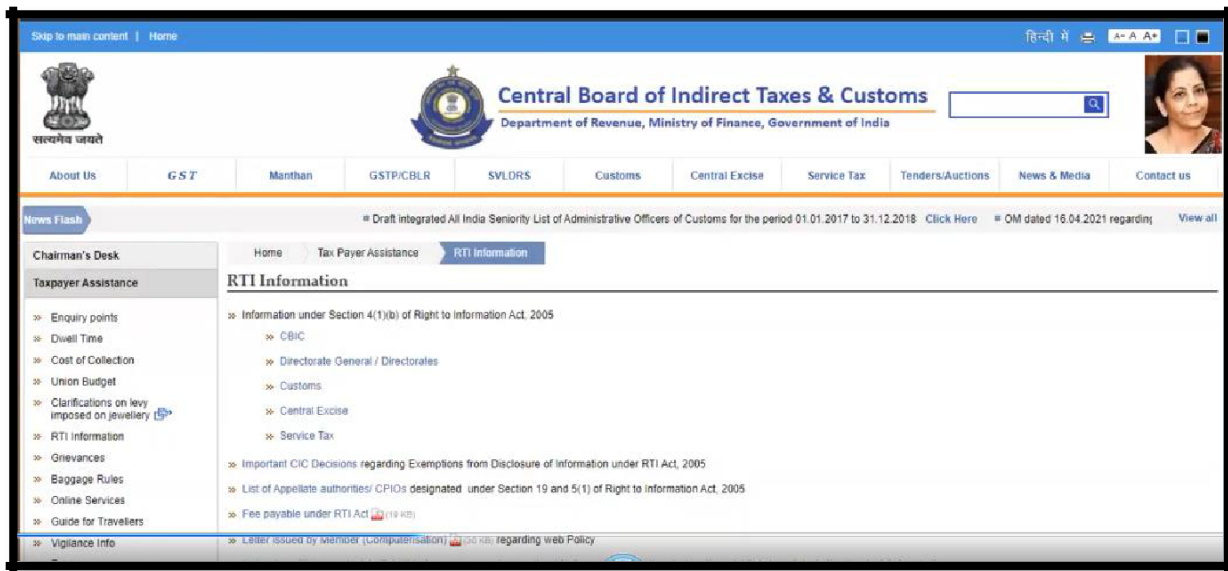 Skip to main content | Home
हिन्दी में A- A A+
सत्यमेव जयते
Central Board of Indirect Taxes & Customs
Department of Revenue, Ministry of Finance, Government of India
About Us GST Manthan GSTP/CBLR SVLDRS Customs Central Excise Service Tax Tenders/Auctions News & Media Contact us
News Flash Draft integrated All India Seniority List of Administrative Officers of Customs for the period 01.01.2017 to 31.12.2018 Click Here OM dated 16.04.2021 regarding View all
Chairman's Desk
Taxpayer Assistance
» Enquiry points
» Dwell Time
» Cost of Collection
» Union Budget
» Clarifications on levy
imposed on jewellery
» RTI Information
» Grievances
» Baggage Rules
» Online Services
» Guide for Travellers
» Vigilance Info
Home Tax Payer Assistance RTI Information
RTI Information
» Information under Section 4(1)(b) of Right to Information Act, 2005
» CBIC
» Directorate General / Directorates
» Customs
» Central Excise
» Service Tax
» Important CIC Decisions regarding Exemptions from Disclosure of Information under RTI Act, 2005
» List of Appellate authorities/ CPIOs designated under Section 19 and 5(1) of Right to Information Act, 2005
» Fee payable under RTI Act (19 KB)
» Letter issued by Member (Computerisation) regarding web Policy